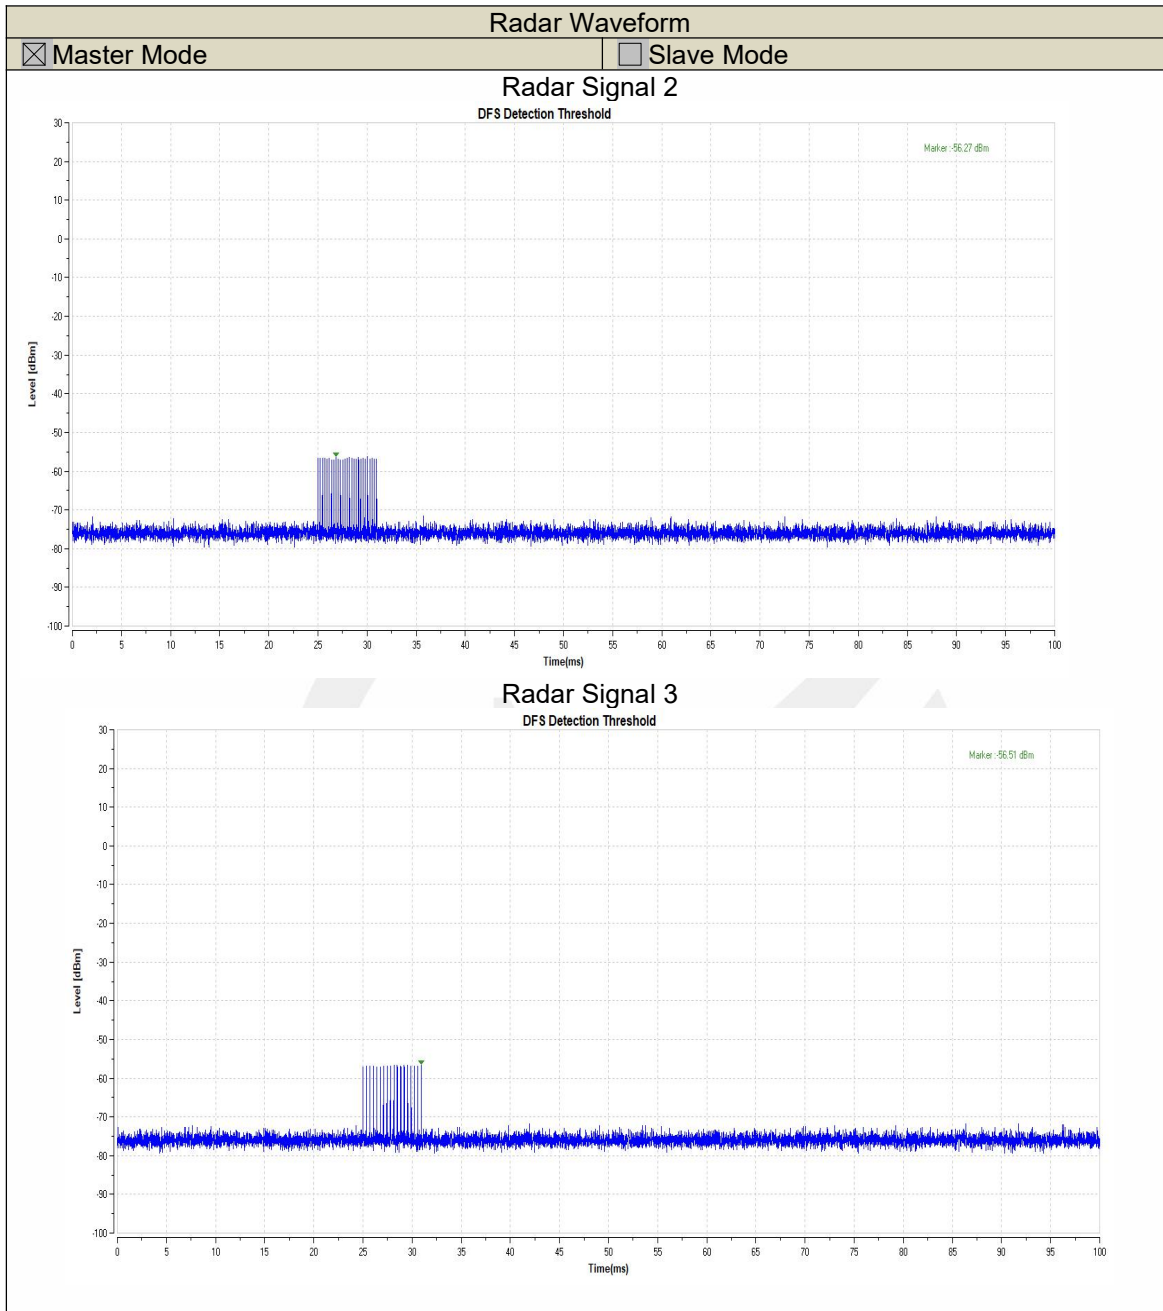 Radar Waveform
☒ Master Mode ☐ Slave Mode
Radar Signal 2
DFS Detection Threshold
Marker :-56.27 dBm
30
20
10
0
-10
-20
-30
-40
-50
-60
-70
-80
-90
-100
Level [dBm]
0 5 10 15 20 25 30 35 40 45 50 55 60 65 70 75 80 85 90 95 100
Time(ms)
Radar Signal 3
DFS Detection Threshold
Marker :-56.51 dBm
30
20
10
0
-10
-20
-30
-40
-50
-60
-70
-80
-90
-100
Level [dBm]
0 5 10 15 20 25 30 35 40 45 50 55 60 65 70 75 80 85 90 95 100
Time(ms)